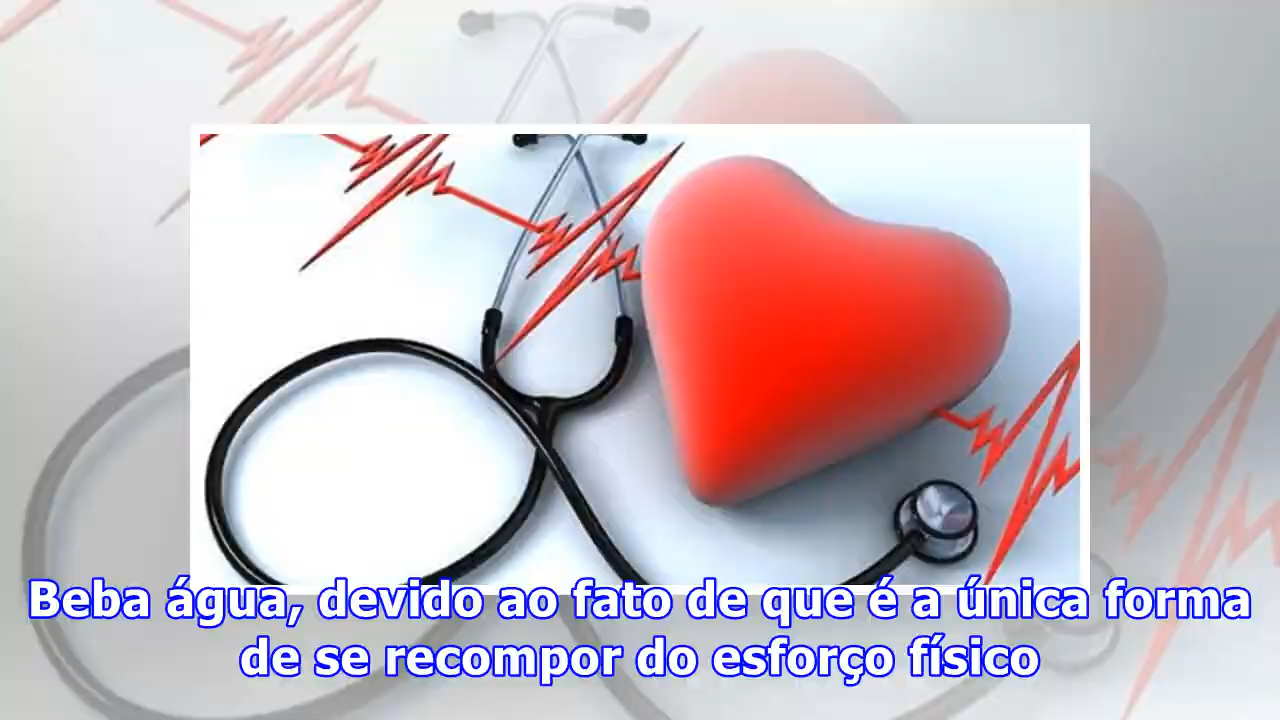 Beba água, devido ao fato de que é a única forma
de se recompor do esforço físico